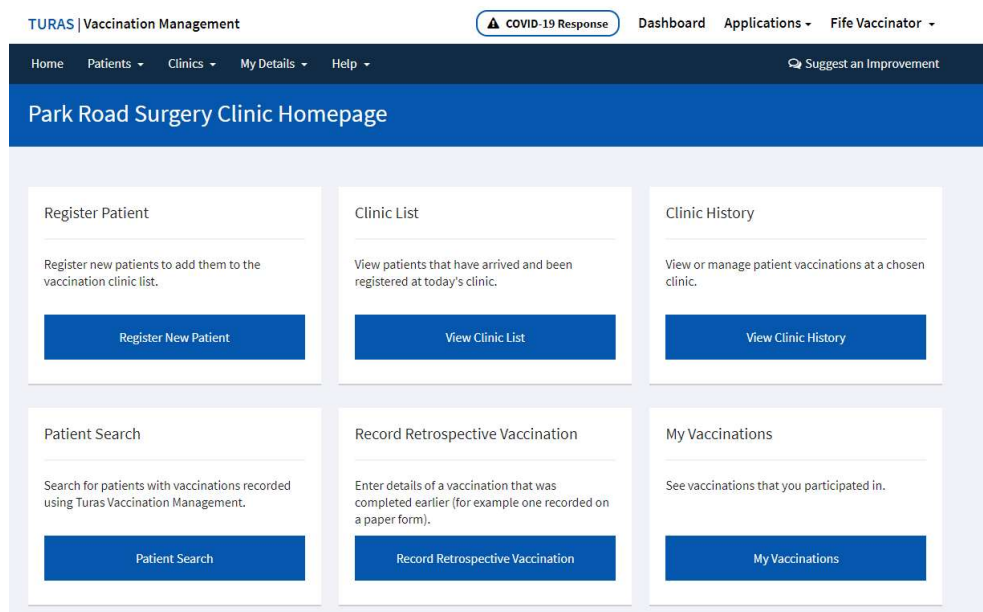 TURAS | Vaccination Management
COVID-19 Response
Dashboard
Applications
Fife Vaccinator
Home
Patients
Clinics
My Details
Help
Suggest an Improvement
Park Road Surgery Clinic Homepage
Register Patient
Register new patients to add them to the
vaccination clinic list.
Register New Patient
Clinic List
View patients that have arrived and been
registered at today's clinic.
View Clinic List
Clinic History
View or manage patient vaccinations at a chosen
clinic.
View Clinic History
Patient Search
Search for patients with vaccinations recorded
using Turas Vaccination Management.
Patient Search
Record Retrospective Vaccination
Enter details of a vaccination that was
completed earlier (for example one recorded on
a paper form).
Record Retrospective Vaccination
My Vaccinations
See vaccinations that you participated in.
My Vaccinations